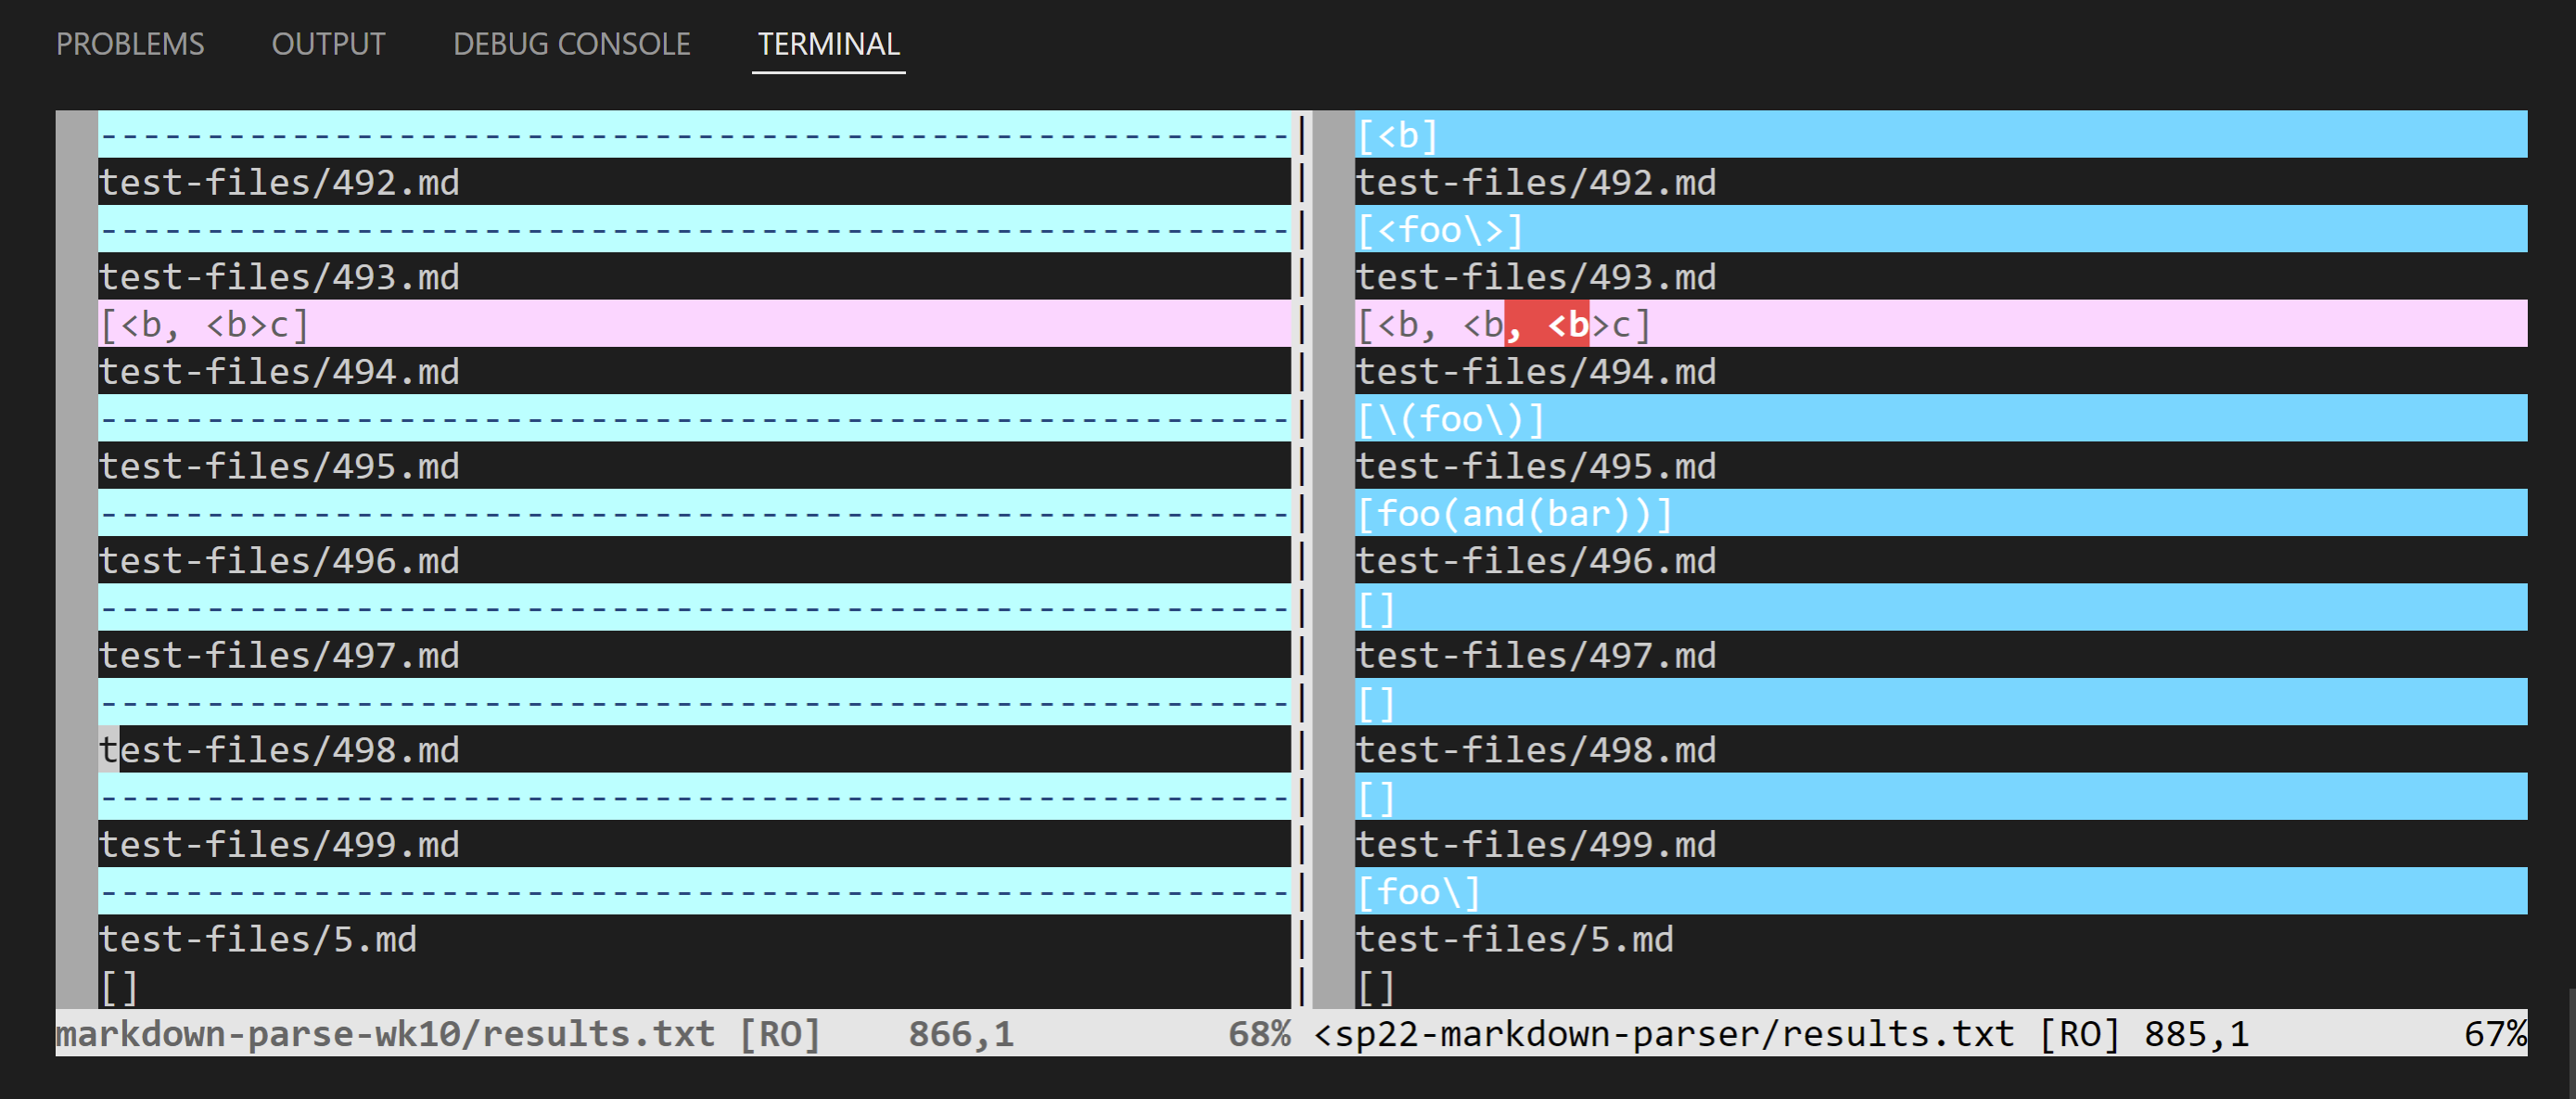 PROBLEMS OUTPUT DEBUG CONSOLE TERMINAL
--------------------------------------------------------| [<b]
test-files/492.md | test-files/492.md
--------------------------------------------------------| [<foo\>]
test-files/493.md | test-files/493.md
[<b, <b>c] | [<b, <b, <b>c]
test-files/494.md | test-files/494.md
--------------------------------------------------------| [\(foo\)]
test-files/495.md | test-files/495.md
--------------------------------------------------------| [foo(and(bar))]
test-files/496.md | test-files/496.md
--------------------------------------------------------| []
test-files/497.md | test-files/497.md
--------------------------------------------------------| []
test-files/498.md | test-files/498.md
--------------------------------------------------------| []
test-files/499.md | test-files/499.md
--------------------------------------------------------| [foo\]
test-files/5.md | test-files/5.md
[] | []
markdown-parse-wk10/results.txt [RO] 866,1 68% <sp22-markdown-parser/results.txt [RO] 885,1 67%